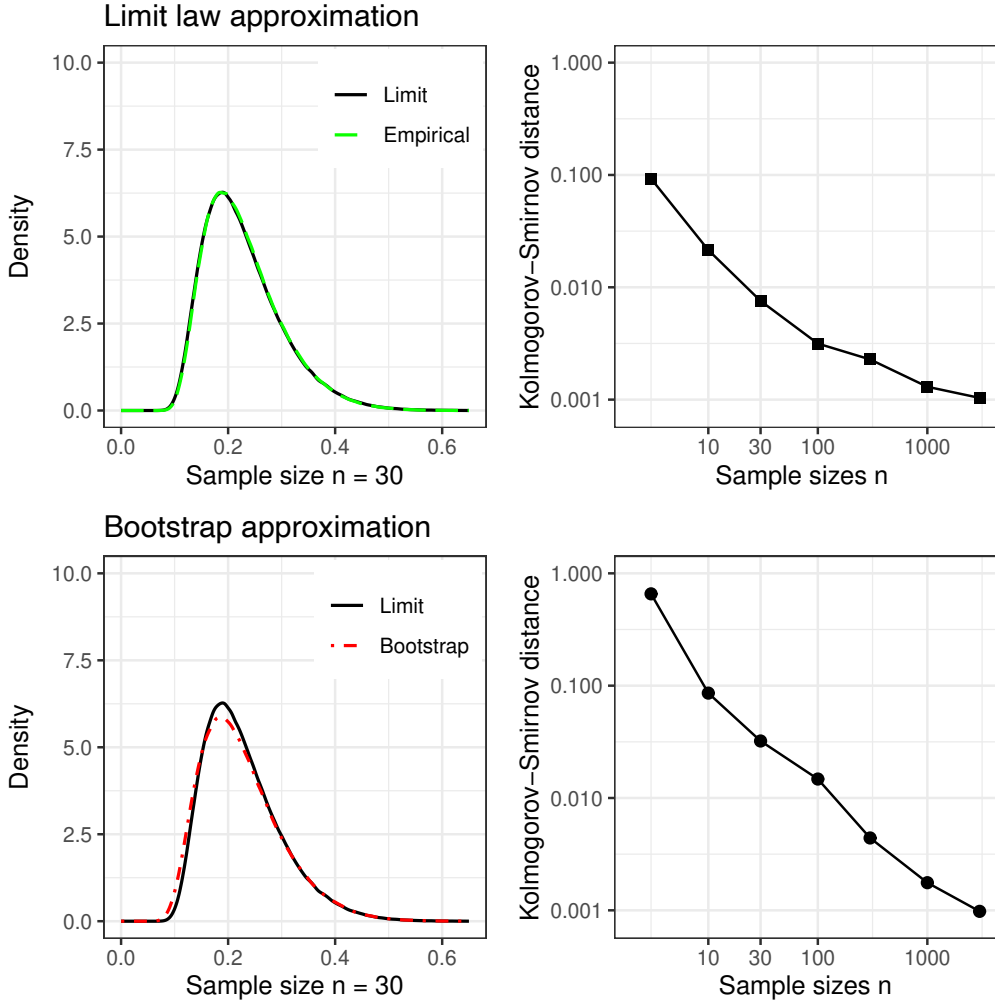 Limit law approximation
10.0
7.5
5.0
2.5
0.0
Density
Limit
Empirical
0.0 0.2 0.4 0.6
Sample size n = 30
1.000
0.100
0.010
0.001
Kolmogorov−Smirnov distance
10 30 100 1000
Sample sizes n
Bootstrap approximation
10.0
7.5
5.0
2.5
0.0
Density
Limit
Bootstrap
0.0 0.2 0.4 0.6
Sample size n = 30
1.000
0.100
0.010
0.001
Kolmogorov−Smirnov distance
10 30 100 1000
Sample sizes n